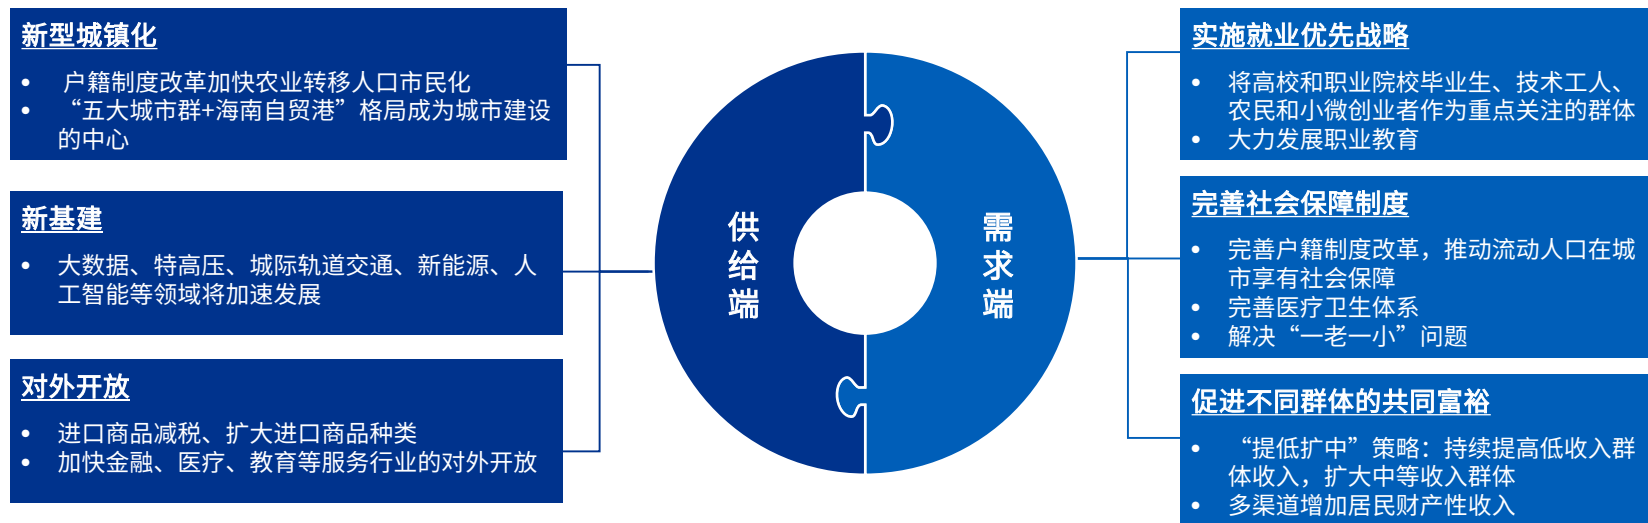 新型城镇化
• 户籍制度改革加快农业转移人口市民化
• “五大城市群+海南自贸港”格局成为城市建设
的中心
新基建
• 大数据、特高压、城际轨道交通、新能源、人
工智能等领域将加速发展
对外开放
• 进口商品减税、扩大进口商品种类
• 加快金融、医疗、教育等服务行业的对外开放
供
给
端
需
求
端
实施就业优先战略
• 将高校和职业院校毕业生、技术工人、
农民和小微创业者作为重点关注的群体
• 大力发展职业教育
完善社会保障制度
• 完善户籍制度改革，推动流动人口在城
市享有社会保障
• 完善医疗卫生体系
• 解决“一老一小”问题
促进不同群体的共同富裕
• “提低扩中”策略：持续提高低收入群
体收入，扩大中等收入群体
• 多渠道增加居民财产性收入